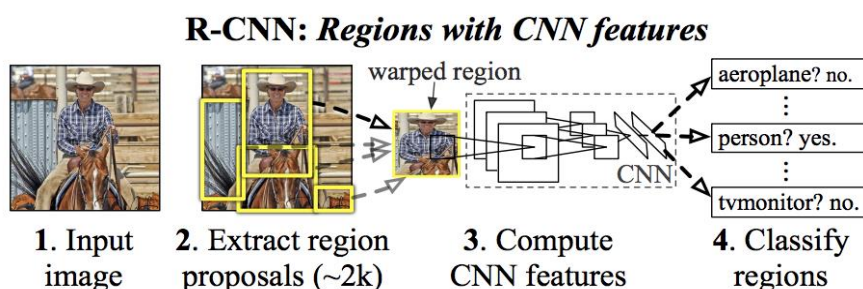 R-CNN: Regions with CNN features
warped region
aeroplane? no.
person? yes.
tvmonitor? no.
CNN
1. Input
image
2. Extract region
proposals (~2k)
3. Compute
CNN features
4. Classify
regions